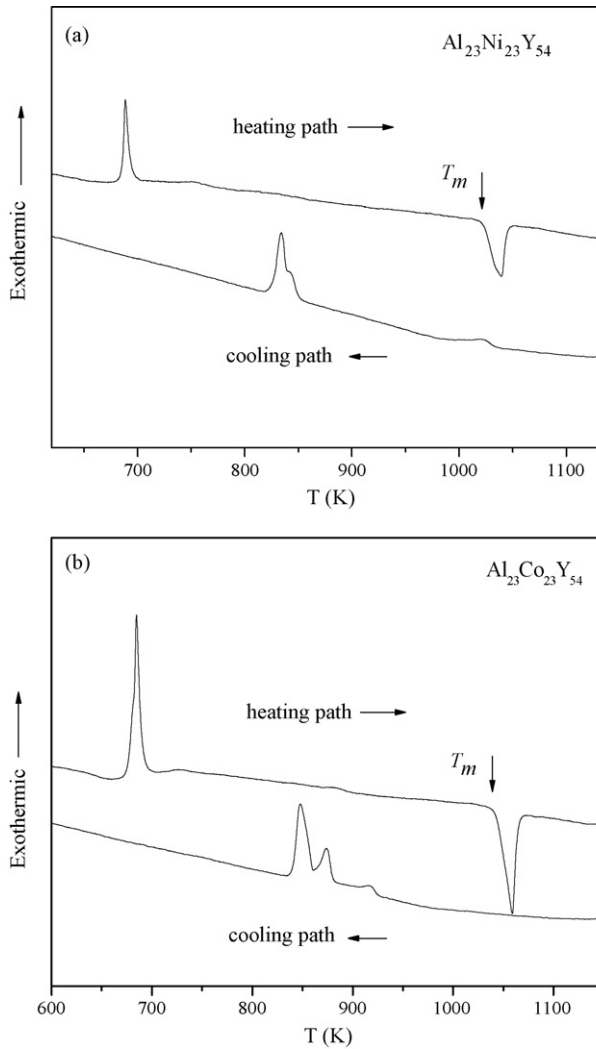 (a)
Al₂₃Ni₂₃Y₅₄
heating path
Tm
cooling path
Exothermic
700 800 900 1000 1100
T (K)
(b)
Al₂₃Co₂₃Y₅₄
heating path
Tm
cooling path
Exothermic
600 700 800 900 1000 1100
T (K)